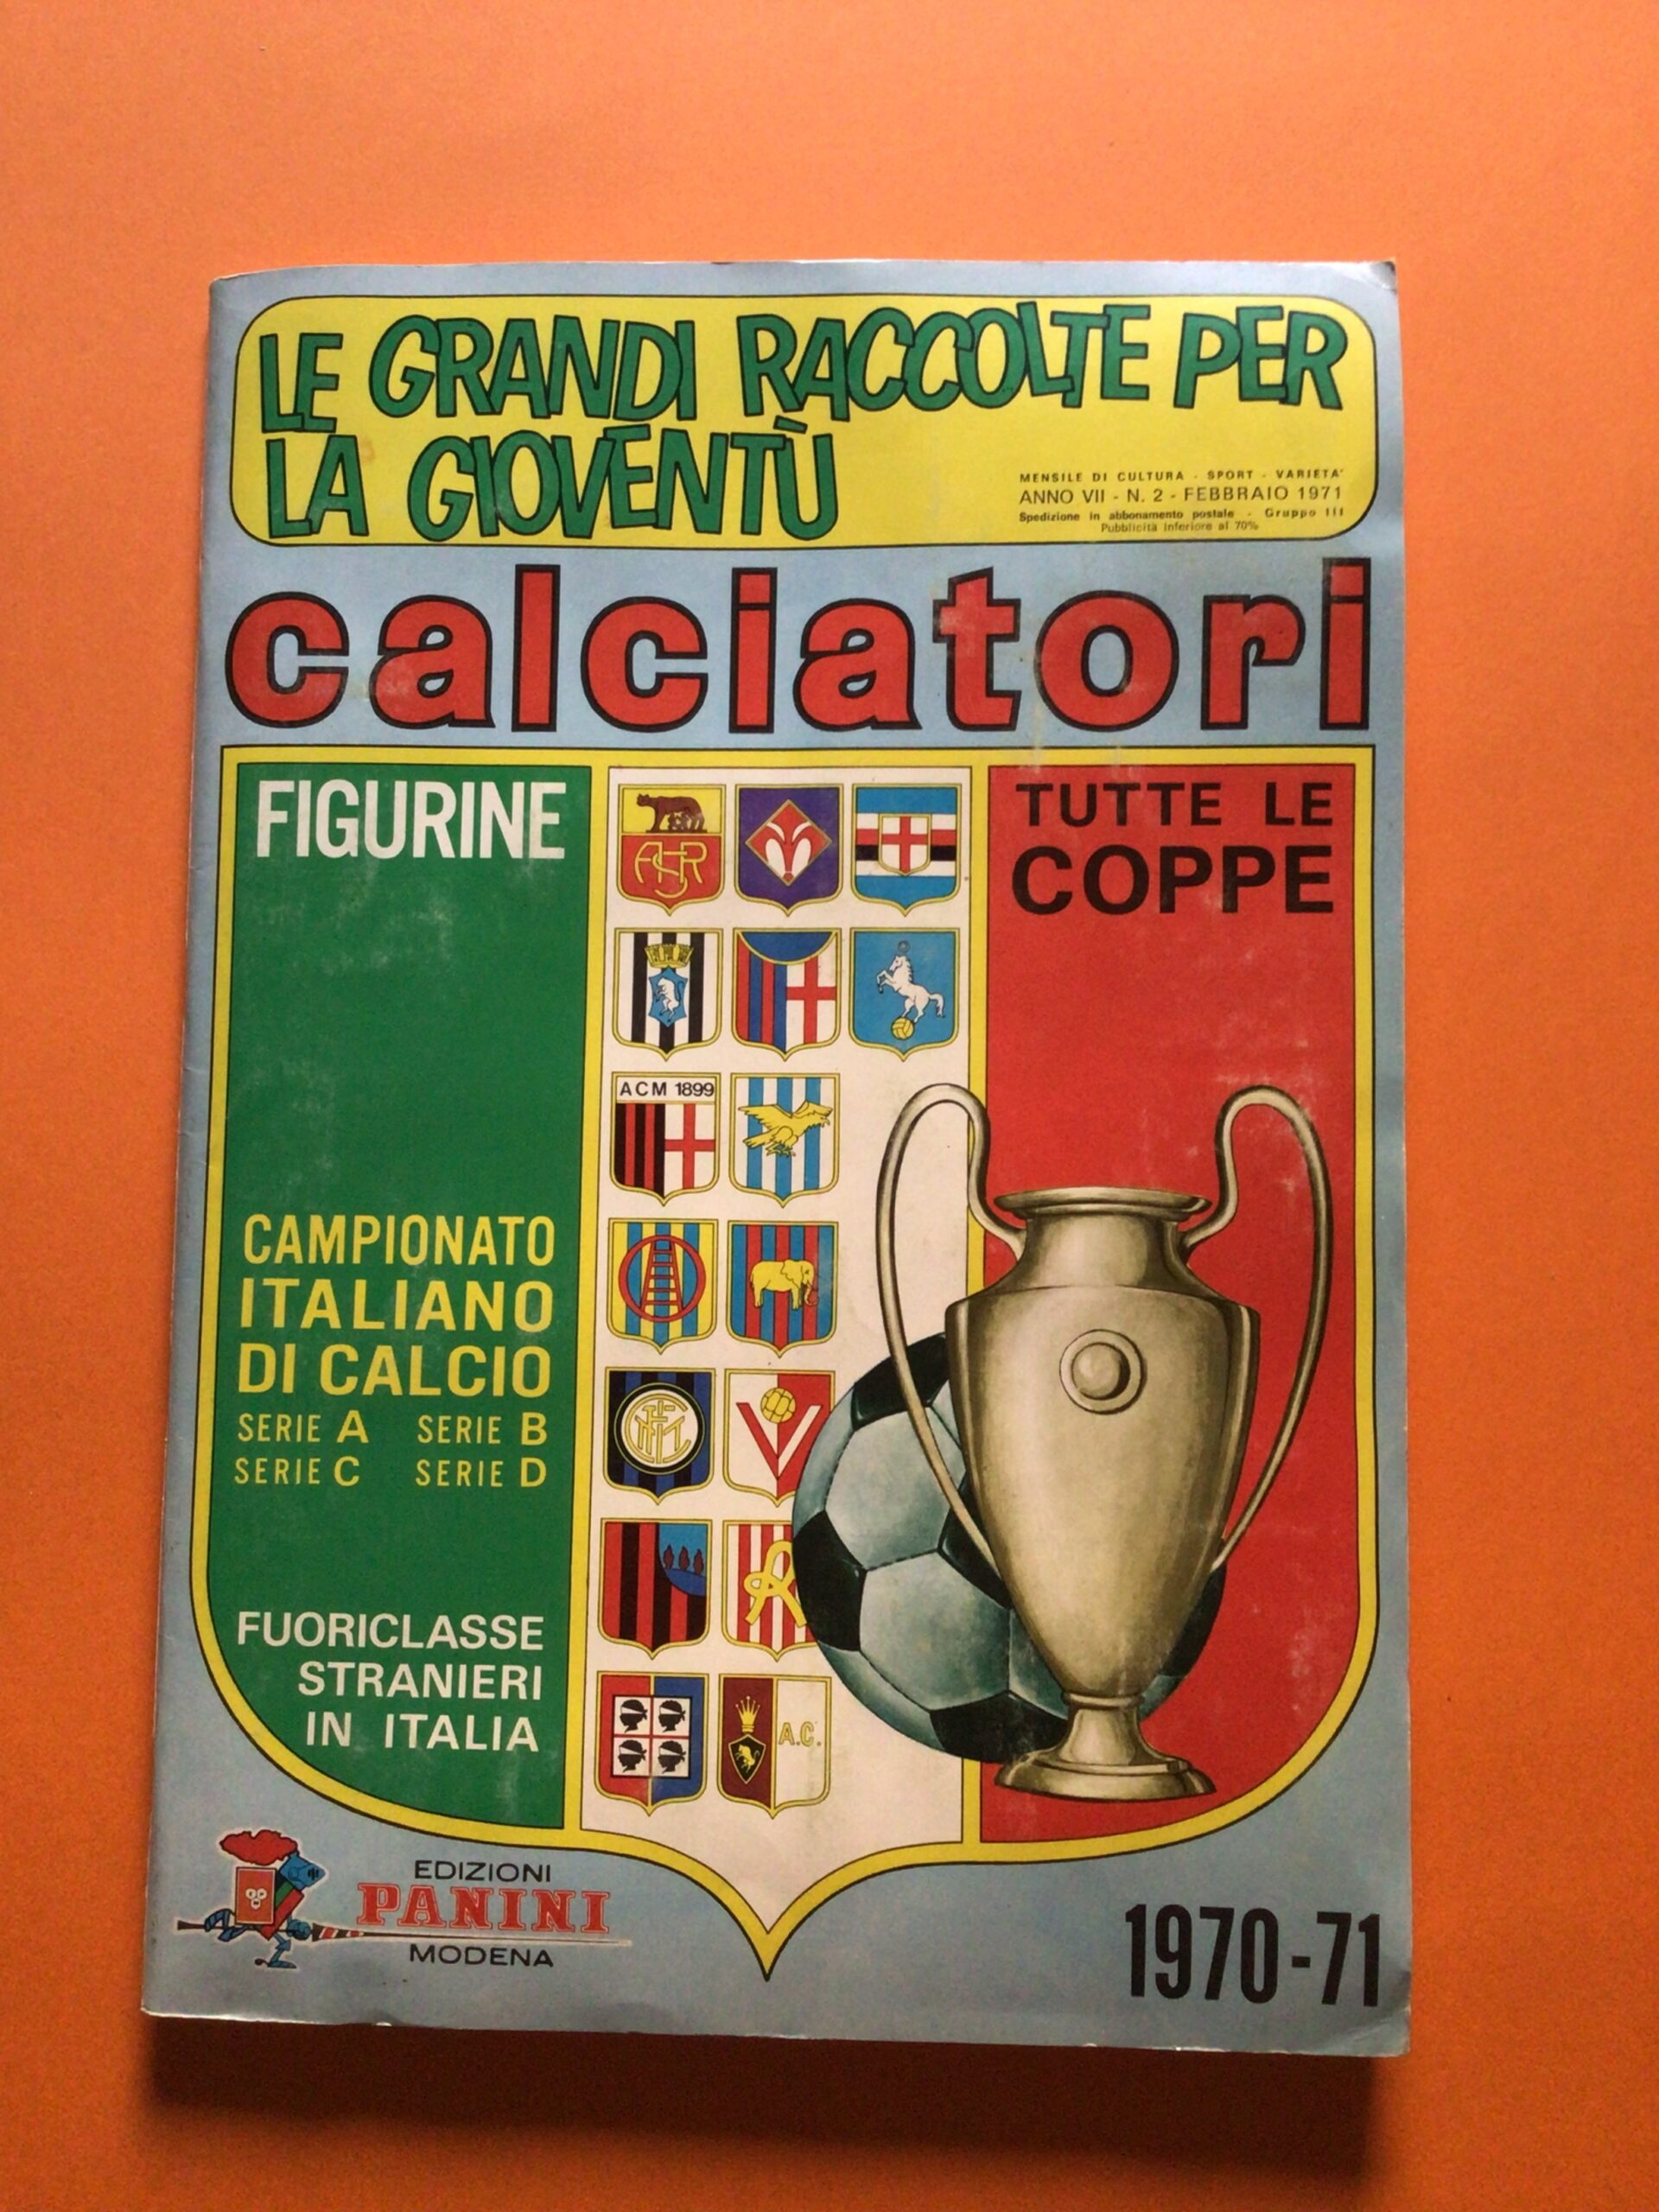 LE GRANDI RACCOLTE PER
LA GIOVENTÙ
MENSILE DI CULTURA - SPORT - VARIETA'
ANNO VII - N. 2 - FEBBRAIO 1971
Spedizione in abbonamento postale - Gruppo III
Pubblicità inferiore al 70%
calciatori
FIGURINE
TUTTE LE
COPPE
ASR
ACM 1899
CAMPIONATO
ITALIANO
DI CALCIO
SERIE A SERIE B
SERIE C SERIE D
FUORICLASSE
STRANIERI
IN ITALIA
A.C.
EDIZIONI
PANINI
MODENA
1970-71